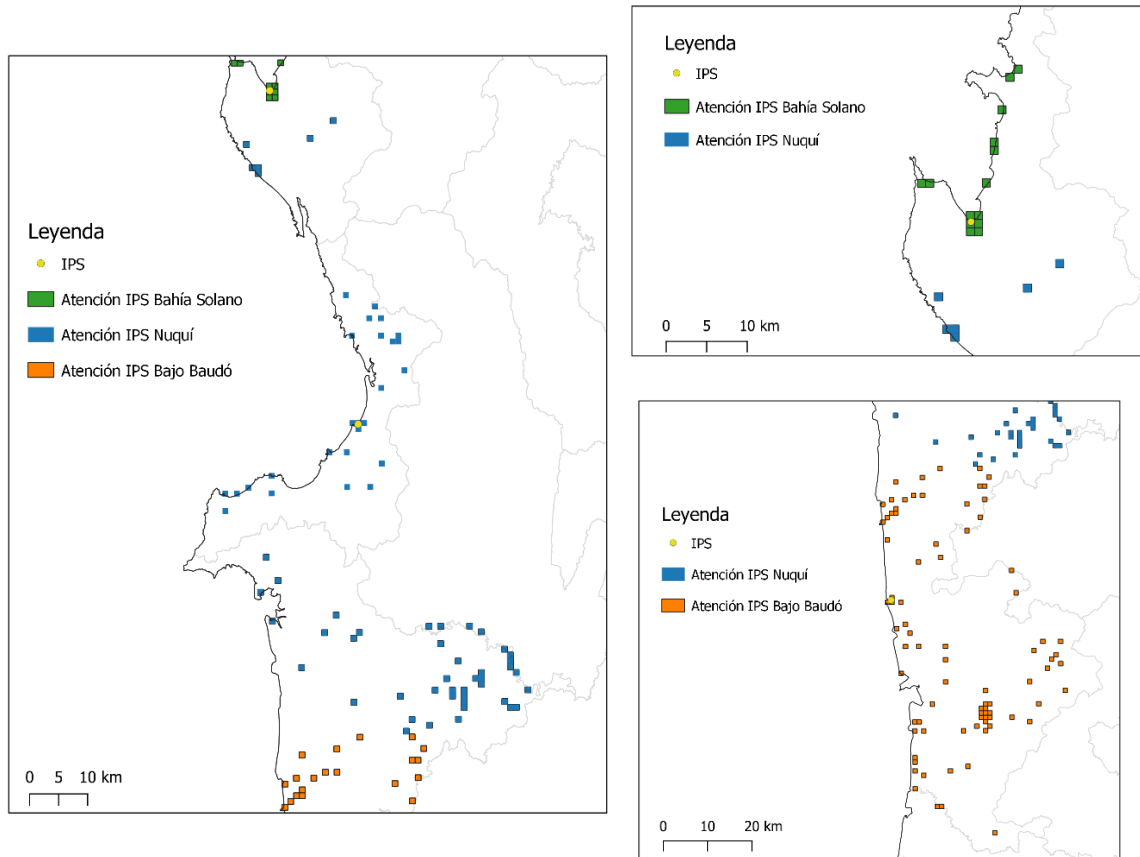 Leyenda
IPS
Atención IPS Bahía Solano
Atención IPS Nuquí
Atención IPS Bajo Baudó
0 5 10 km
Leyenda
IPS
Atención IPS Bahía Solano
Atención IPS Nuquí
0 5 10 km
Leyenda
IPS
Atención IPS Nuquí
Atención IPS Bajo Baudó
0 10 20 km